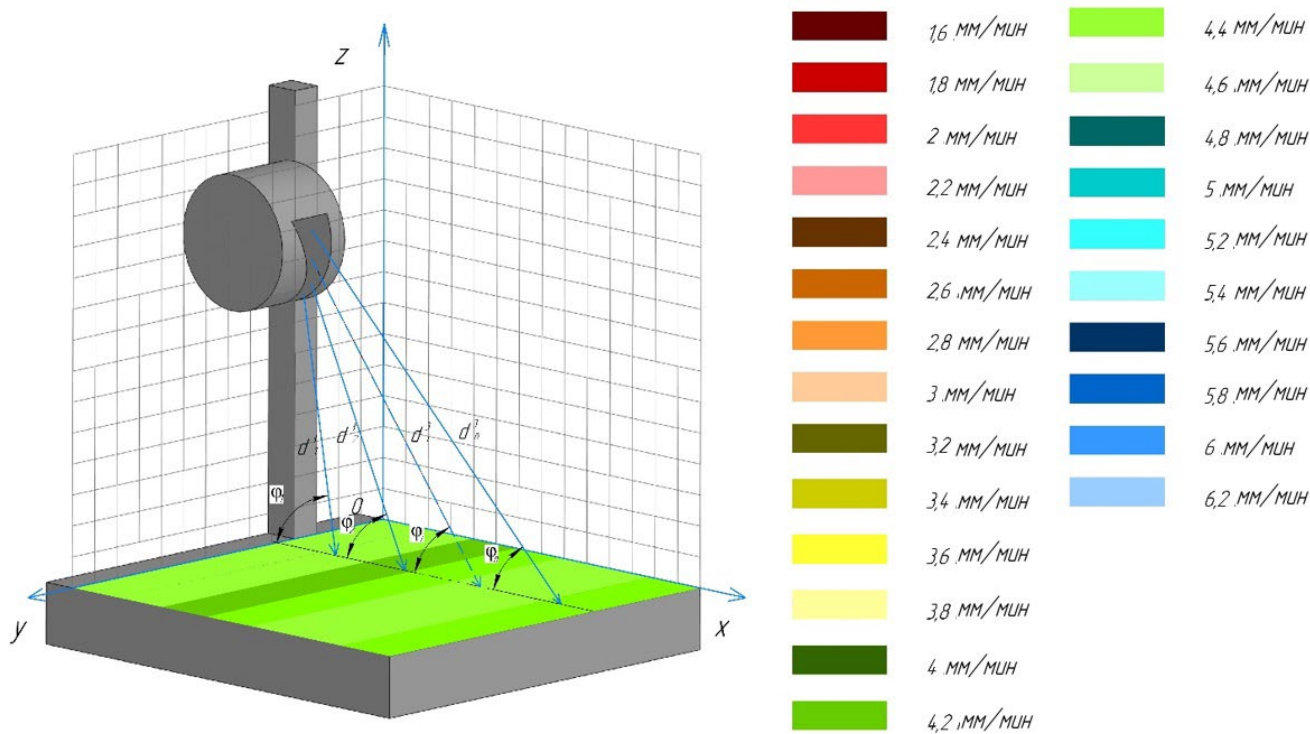 z
y
x
0
φ
φ
φ
φ
1,6 мм/мин
1,8 мм/мин
2 мм/мин
2,2 мм/мин
2,4 мм/мин
2,6 мм/мин
2,8 мм/мин
3 мм/мин
3,2 мм/мин
3,4 мм/мин
3,6 мм/мин
3,8 мм/мин
4 мм/мин
4,2 мм/мин
4,4 мм/мин
4,6 мм/мин
4,8 мм/мин
5 мм/мин
5,2 мм/мин
5,4 мм/мин
5,6 мм/мин
5,8 мм/мин
6 мм/мин
6,2 мм/мин